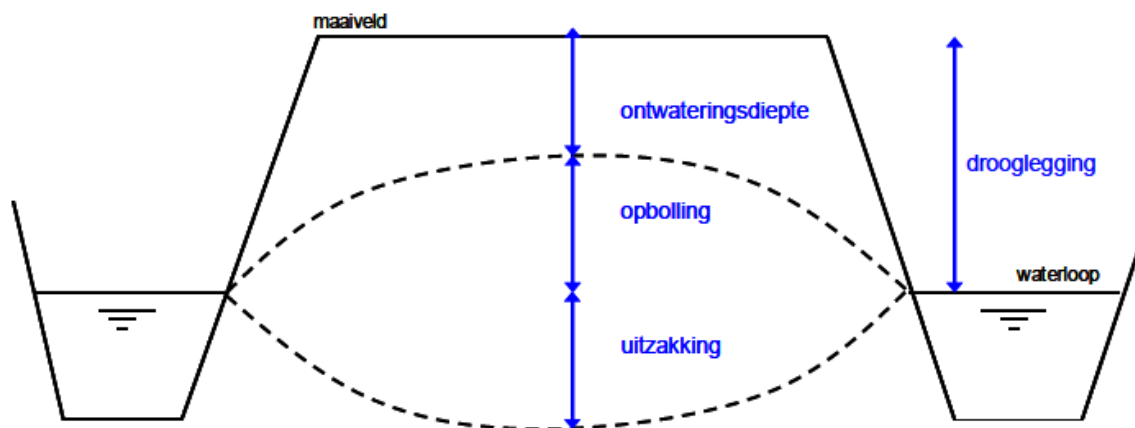 maaiveld
ontwateringsdiepte
drooglegging
opbolling
waterloop
uitzakking